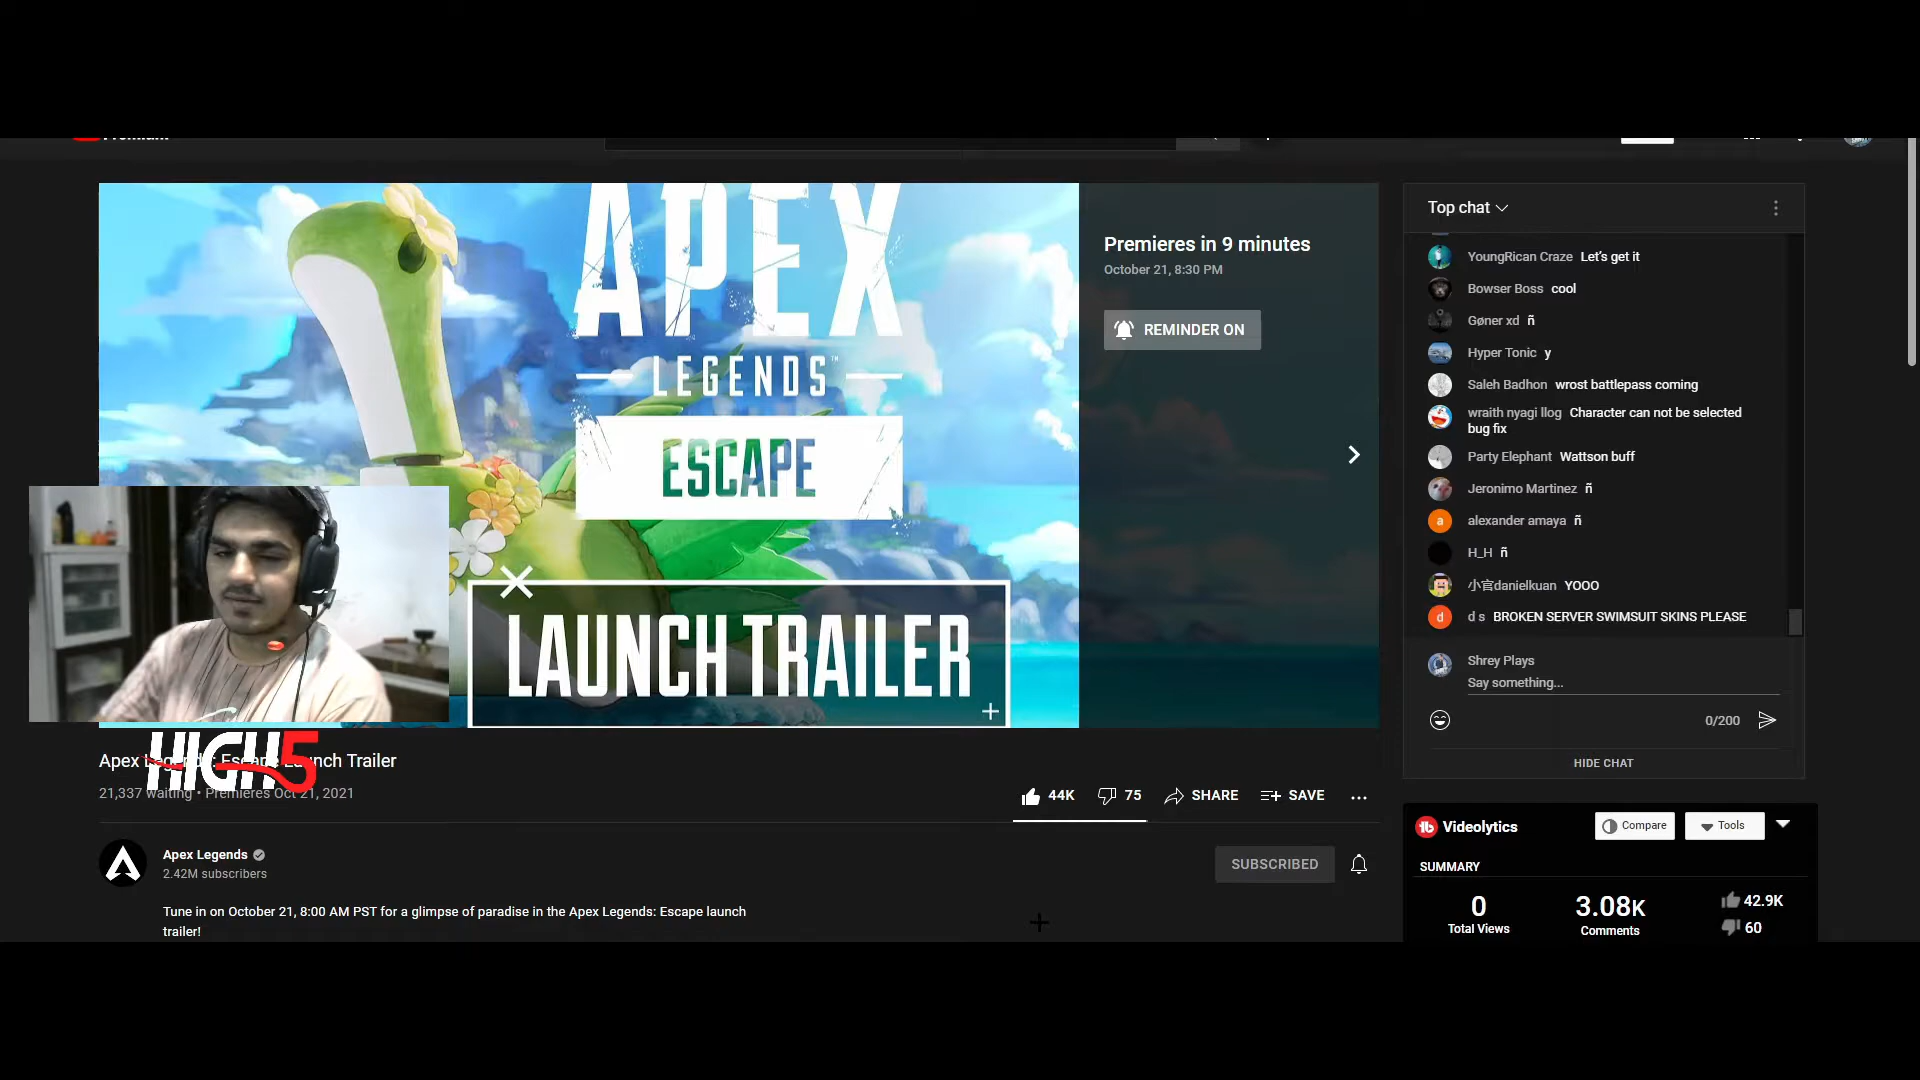 APEX
LEGENDS™
ESCAPE
LAUNCH TRAILER
Premieres in 9 minutes
October 21, 8:30 PM
REMINDER ON
Top chat
YoungRican Craze Let's get it
Bowser Boss cool
Gøner xd ñ
Hyper Tonic y
Saleh Badhon wrost battlepass coming
wraith nyagi llog Character can not be selected
bug fix
Party Elephant Wattson buff
Jeronimo Martinez ñ
a
alexander amaya ñ
H_H ñ
小官danielkuan YOOO
d
d s BROKEN SERVER SWIMSUIT SKINS PLEASE
Shrey Plays
Say something...
0/200
HIDE CHAT
HIGH5
Apex Legends: Escape Launch Trailer
21,337 waiting • Premieres Oct 21, 2021
44K
75
SHARE
SAVE
Apex Legends
2.42M subscribers
SUBSCRIBED
Tune in on October 21, 8:00 AM PST for a glimpse of paradise in the Apex Legends: Escape launch
trailer!
Videolytics
Compare
Tools
SUMMARY
0
Total Views
3.08K
Comments
42.9K
60